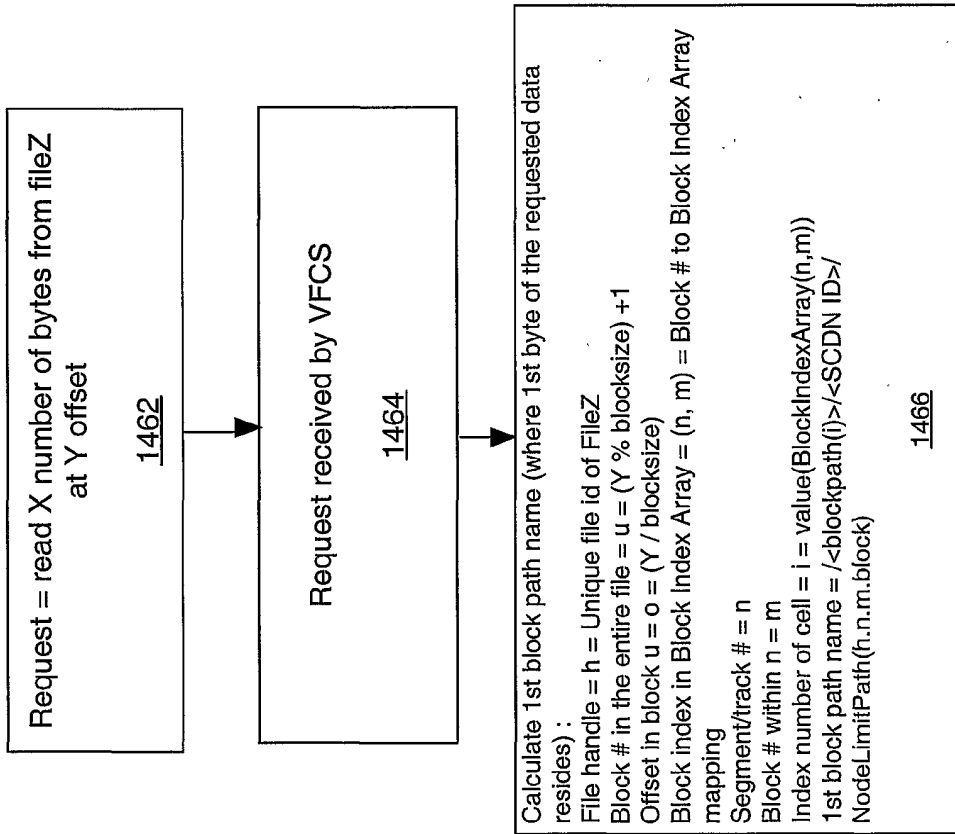 Request = read X number of bytes from fileZ
at Y offset
1462
Request received by VFCS
1464
Calculate 1st block path name (where 1st byte of the requested data
resides) :
File handle = h = Unique file id of FileZ
Block # in the entire file = u = (Y % blocksize) +1
Offset in block u = o = (Y / blocksize)
Block index in Block Index Array = (n, m) = Block # to Block Index Array
mapping
Segment/track # = n
Block # within n = m
Index number of cell = i = value(BlockIndexArray(n,m))
1st block path name = /<blockpath(i)>/<SCDN ID>/
NodeLimitPath(h.n.m.block)
1466